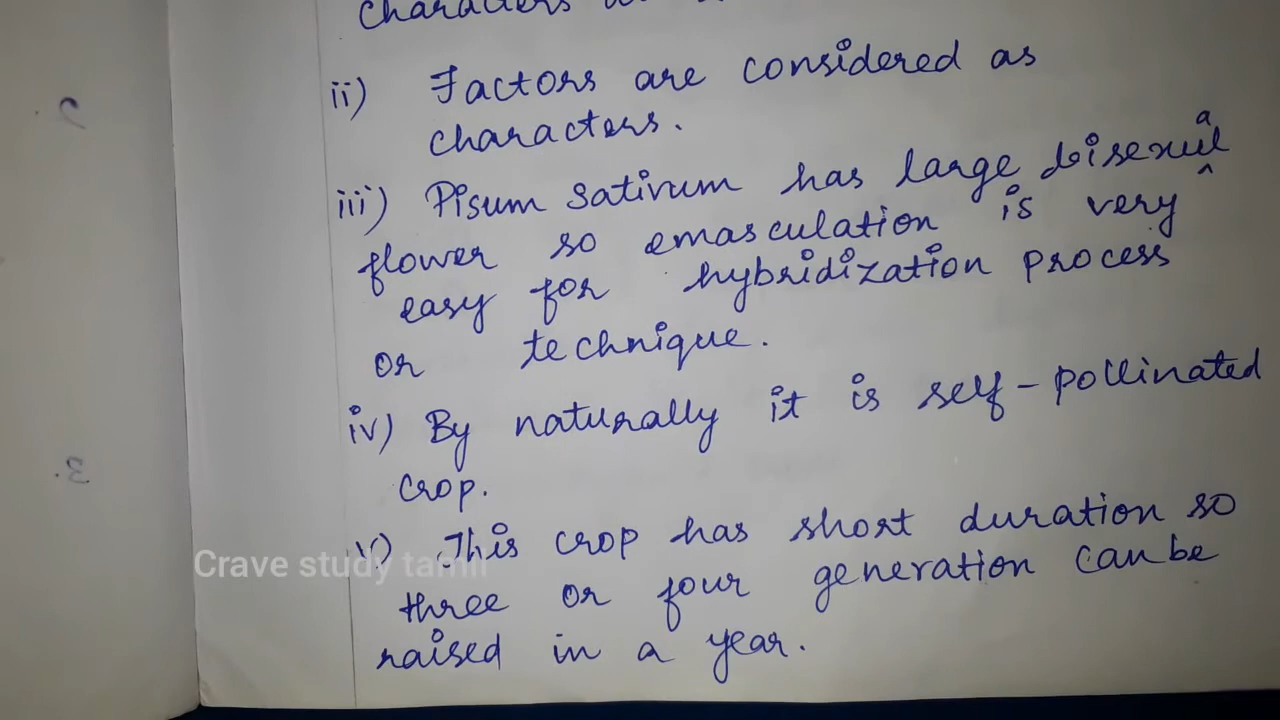 characters
ii) Factors are considered as
characters.
iii) Pisum sativum has large bisexual
flower so emasculation is very
easy for hybridization process
or technique.
iv) By naturally it is self-pollinated
crop.
v) This crop has short duration so
three or four generation can be
raised in a year.
Crave study tamil